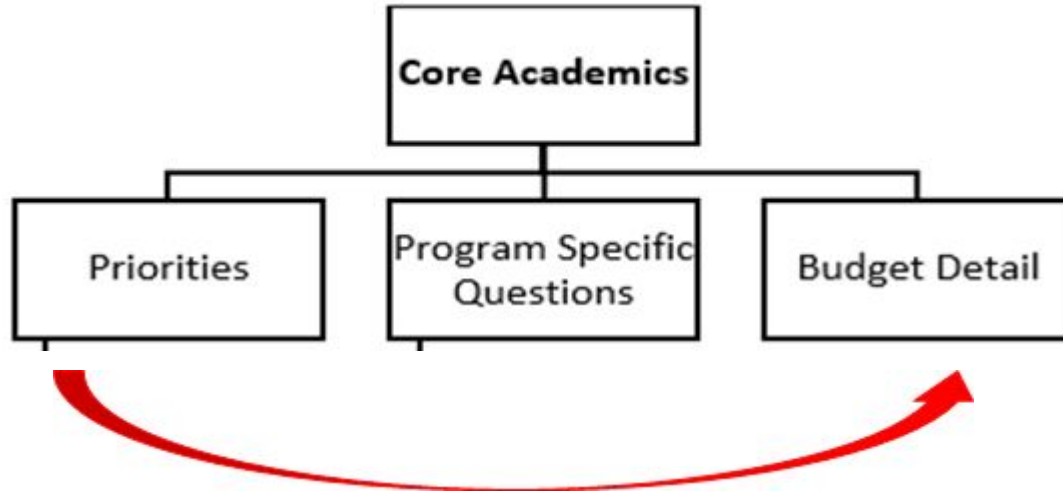 Core Academics
Priorities
Program Specific
Questions
Budget Detail